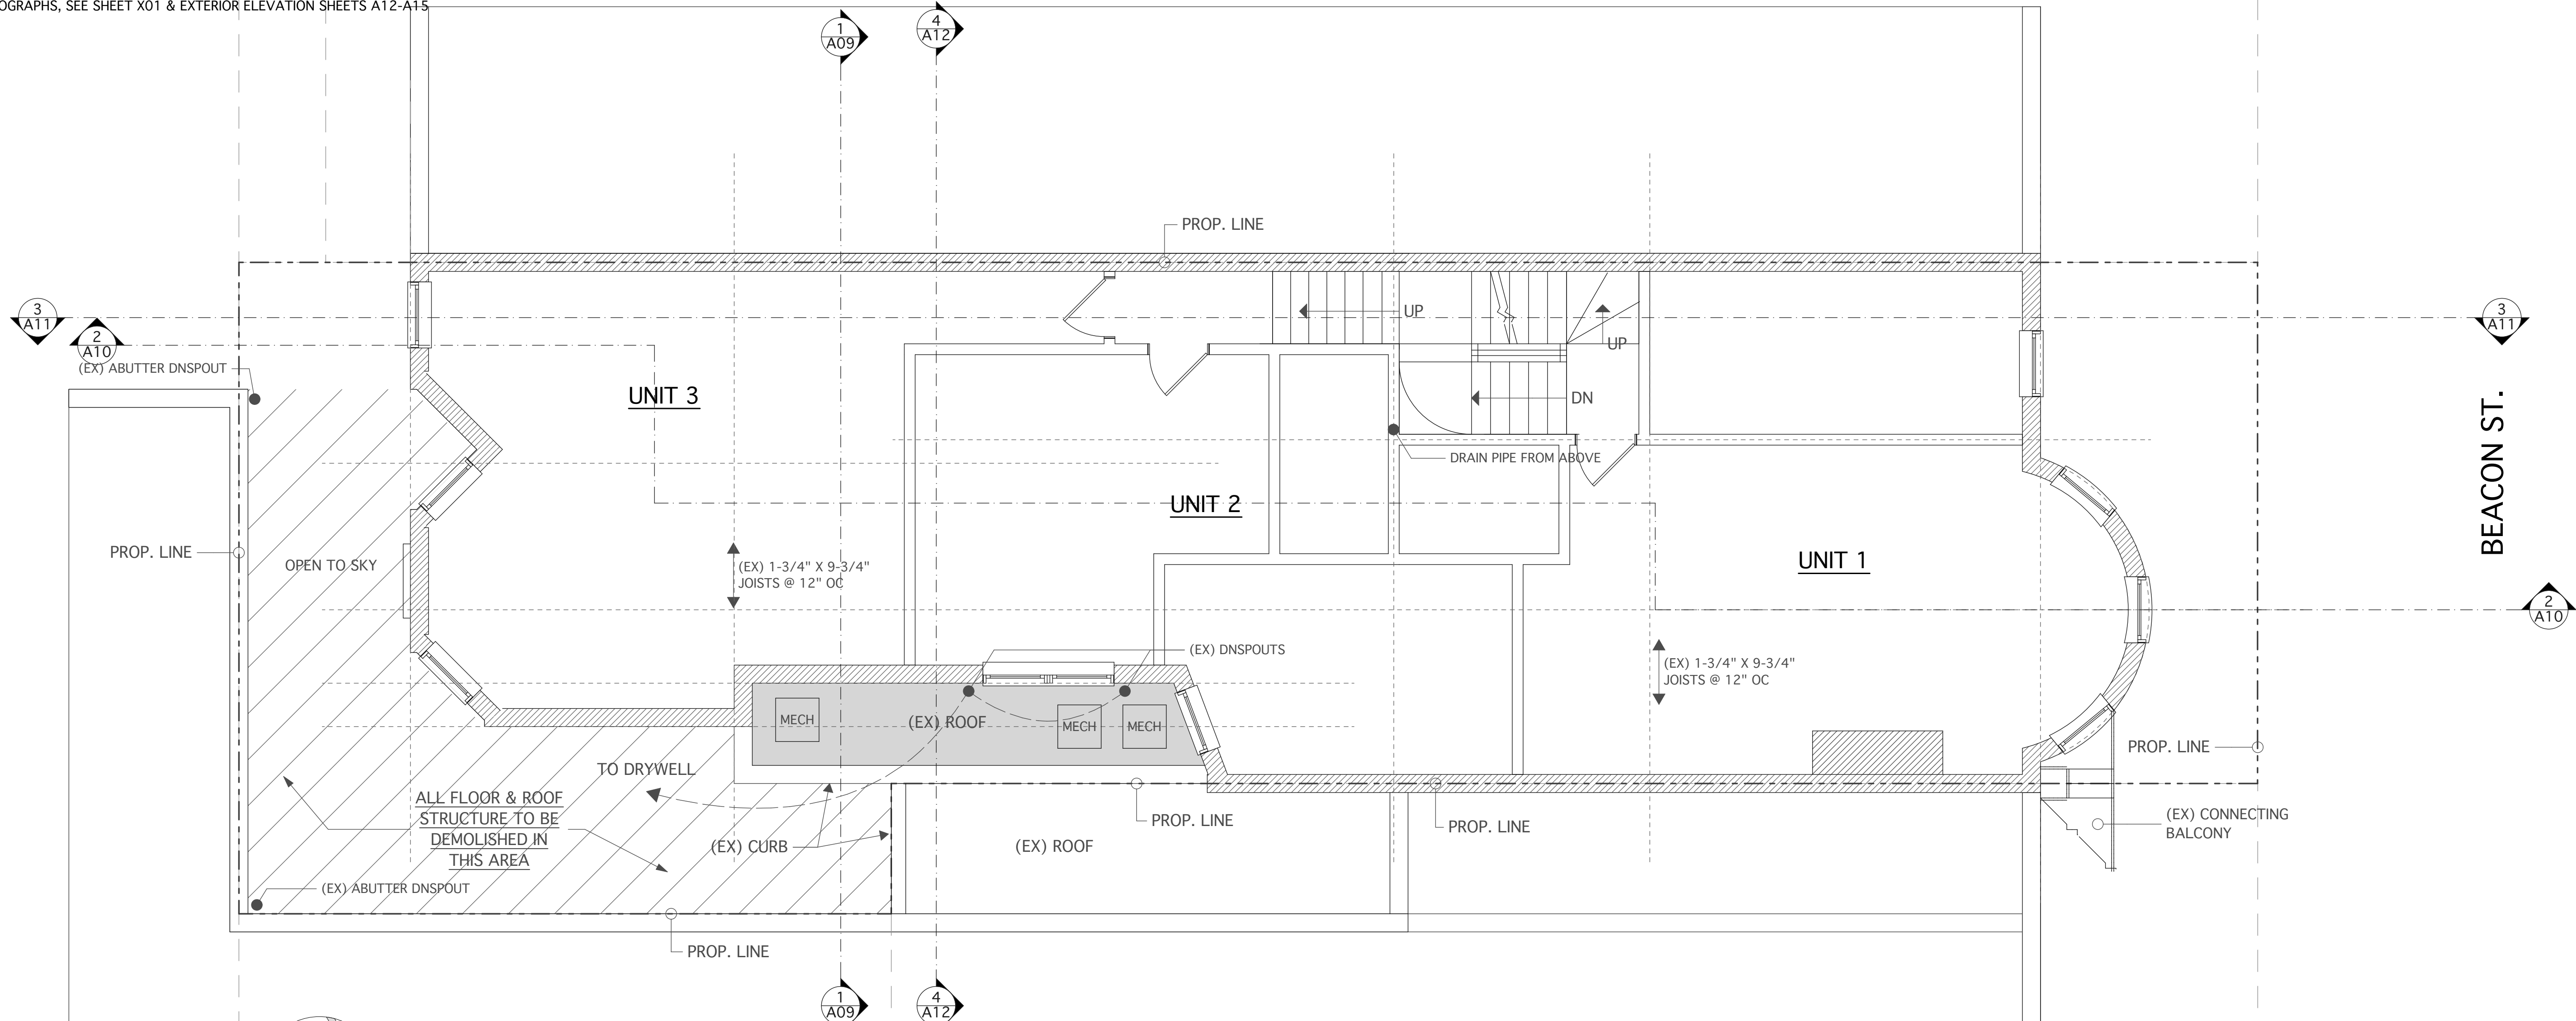 OGRAPHS, SEE SHEET X01 & EXTERIOR ELEVATION SHEETS A12-A15
1
A09
4
A12
PROP. LINE
3
A11
2
A10
(EX) ABUTTER DNSPOUT
UNIT 3
UP
UP
DN
3
A11
BEACON ST.
DRAIN PIPE FROM ABOVE
UNIT 2
PROP. LINE
OPEN TO SKY
(EX) 1-3/4" X 9-3/4"
JOISTS @ 12" OC
UNIT 1
2
A10
(EX) DNSPOUTS
(EX) 1-3/4" X 9-3/4"
JOISTS @ 12" OC
MECH
(EX) ROOF
MECH
MECH
PROP. LINE
TO DRYWELL
ALL FLOOR & ROOF
STRUCTURE TO BE
DEMOLISHED IN
THIS AREA
(EX) CURB
(EX) ROOF
PROP. LINE
PROP. LINE
(EX) CONNECTING
BALCONY
(EX) ABUTTER DNSPOUT
PROP. LINE
1
A09
4
A12